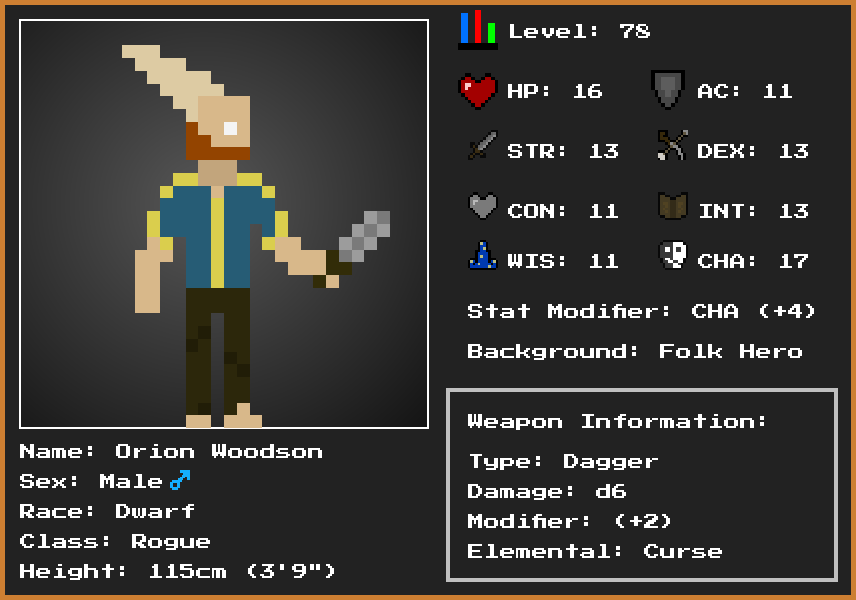 Level: 78
HP: 16
AC: 11
STR: 13
DEX: 13
CON: 11
INT: 13
WIS: 11
CHA: 17
Stat Modifier: CHA (+4)
Background: Folk Hero
Weapon Information:
Type: Dagger
Damage: d6
Modifier: (+2)
Elemental: Curse
Name: Orion Woodson
Sex: Male ♂
Race: Dwarf
Class: Rogue
Height: 115cm (3'9")